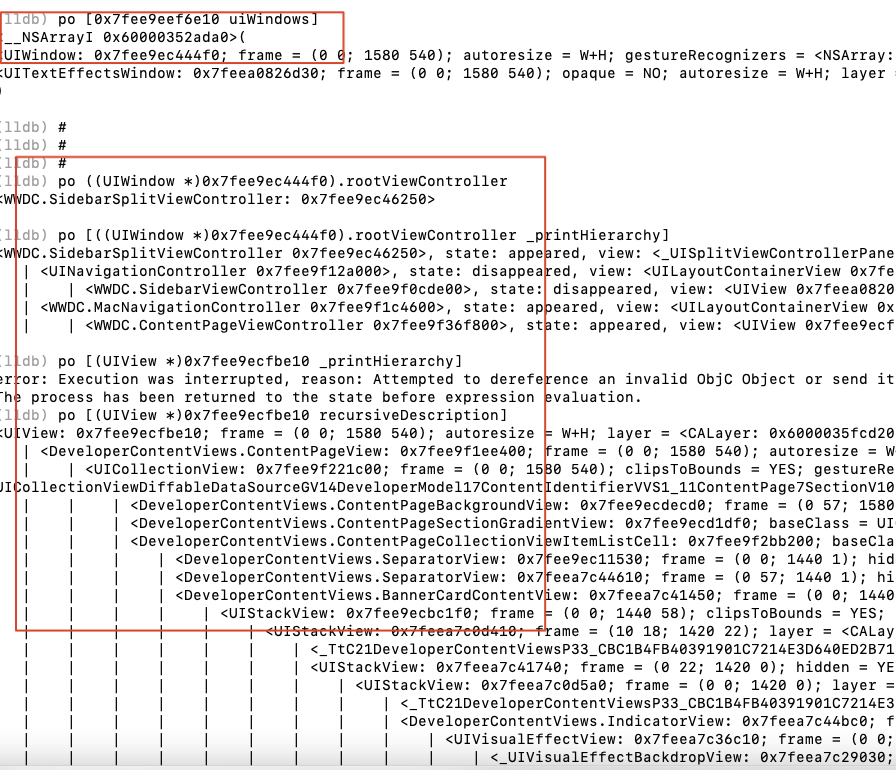 (lldb) po [0x7fee9eef6e10 uiWindows]
<__NSArrayI 0x60000352ada0>(
<UIWindow: 0x7fee9ec444f0; frame = (0 0; 1580 540); autoresize = W+H; gestureRecognizers = <NSArray:
<UITextEffectsWindow: 0x7feea0826d30; frame = (0 0; 1580 540); opaque = NO; autoresize = W+H; layer =
)
(lldb) #
(lldb) #
(lldb) #
(lldb) po ((UIWindow *)0x7fee9ec444f0).rootViewController
<WWDC.SidebarSplitViewController: 0x7fee9ec46250>
(lldb) po [((UIWindow *)0x7fee9ec444f0).rootViewController _printHierarchy]
<WWDC.SidebarSplitViewController 0x7fee9ec46250>, state: appeared, view: <_UISplitViewControllerPane
| <UINavigationController 0x7fee9f12a000>, state: disappeared, view: <UILayoutContainerView 0x7fe
| | <WWDC.SidebarViewController 0x7fee9f0cde00>, state: disappeared, view: <UIView 0x7feea0820
| <WWDC.MacNavigationController 0x7fee9f1c4600>, state: appeared, view: <UILayoutContainerView 0x
| | <WWDC.ContentPageViewController 0x7fee9f36f800>, state: appeared, view: <UIView 0x7fee9ecf
(lldb) po [(UIView *)0x7fee9ecfbe10 _printHierarchy]
error: Execution was interrupted, reason: Attempted to dereference an invalid ObjC Object or send it
The process has been returned to the state before expression evaluation.
(lldb) po [(UIView *)0x7fee9ecfbe10 recursiveDescription]
<UIView: 0x7fee9ecfbe10; frame = (0 0; 1580 540); autoresize = W+H; layer = <CALayer: 0x6000035fcd20
| <DeveloperContentViews.ContentPageView: 0x7fee9f1ee400; frame = (0 0; 1580 540); autoresize = W
| | <UICollectionView: 0x7fee9f221c00; frame = (0 0; 1580 540); clipsToBounds = YES; gestureRe
UICollectionViewDiffableDataSourceGV14DeveloperModel17ContentIdentifierVVS1_11ContentPage7SectionV10
| | | <DeveloperContentViews.ContentPageBackgroundView: 0x7fee9ecdecd0; frame = (0 57; 1580
| | | <DeveloperContentViews.ContentPageSectionGradientView: 0x7fee9ecd1df0; baseClass = UI
| | | <DeveloperContentViews.ContentPageCollectionViewItemListCell: 0x7fee9f2bb200; baseCla
| | | | <DeveloperContentViews.SeparatorView: 0x7fee9ec11530; frame = (0 0; 1440 1); hid
| | | | <DeveloperContentViews.SeparatorView: 0x7feea7c44610; frame = (0 57; 1440 1); hi
| | | | <DeveloperContentViews.BannerCardContentView: 0x7feea7c41450; frame = (0 0; 1440
| | | | | <UIStackView: 0x7fee9ecbc1f0; frame = (0 0; 1440 58); clipsToBounds = YES;
| | | | | | <UIStackView: 0x7feea7c0d410; frame = (10 18; 1420 22); layer = <CALay
| | | | | | | <_TtC21DeveloperContentViewsP33_CBC1B4FB40391901C7214E3D640ED2B71
| | | | | | | <UIStackView: 0x7feea7c41740; frame = (0 22; 1420 0); hidden = YE
| | | | | | | | <UIStackView: 0x7feea7c0d5a0; frame = (0 0; 1420 0); layer =
| | | | | | | | | <_TtC21DeveloperContentViewsP33_CBC1B4FB40391901C7214E3
| | | | | | | | | <DeveloperContentViews.IndicatorView: 0x7feea7c44bc0; f
| | | | | | | | | | <UIVisualEffectView: 0x7feea7c36c10; frame = (0 0;
| | | | | | | | | | | <_UIVisualEffectBackdropView: 0x7feea7c29030;